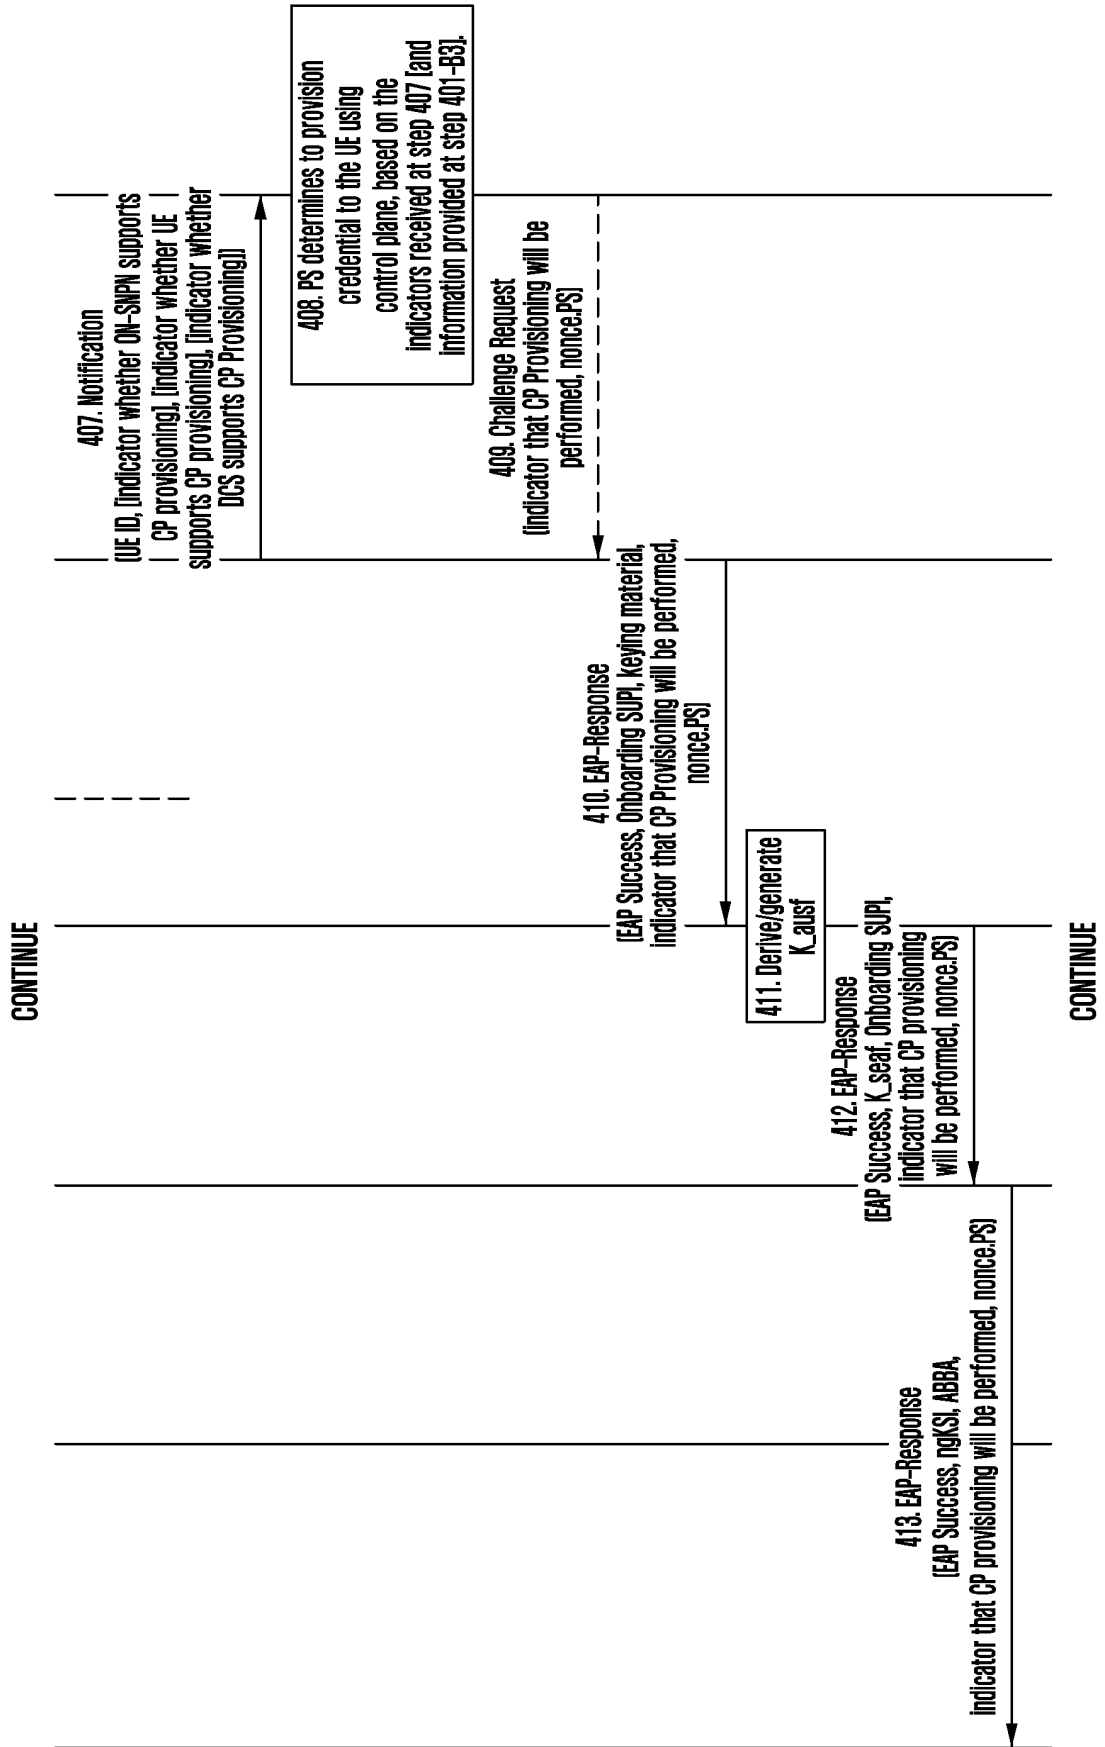 CONTINUE
407. Notification
(UE ID, [indicator whether ON-SNPN supports
CP provisioning], [indicator whether UE
supports CP provisioning], [indicator whether
DCS supports CP Provisioning])
408. PS determines to provision
credential to the UE using
control plane, based on the
indicators received at step 407 [and
information provided at step 401-B3].
409. Challenge Request
(indicator that CP Provisioning will be
performed, nonce.PS)
410. EAP-Response
(EAP Success, Onboarding SUPI, keying material,
indicator that CP Provisioning will be performed,
nonce.PS)
411. Derive/generate
K_ausf
412. EAP-Response
(EAP Success, K_seaf, Onboarding SUPI,
indicator that CP provisioning
will be performed, nonce.PS)
413. EAP-Response
(EAP Success, ngKSI, ABBA,
indicator that CP provisioning will be performed, nonce.PS)
CONTINUE